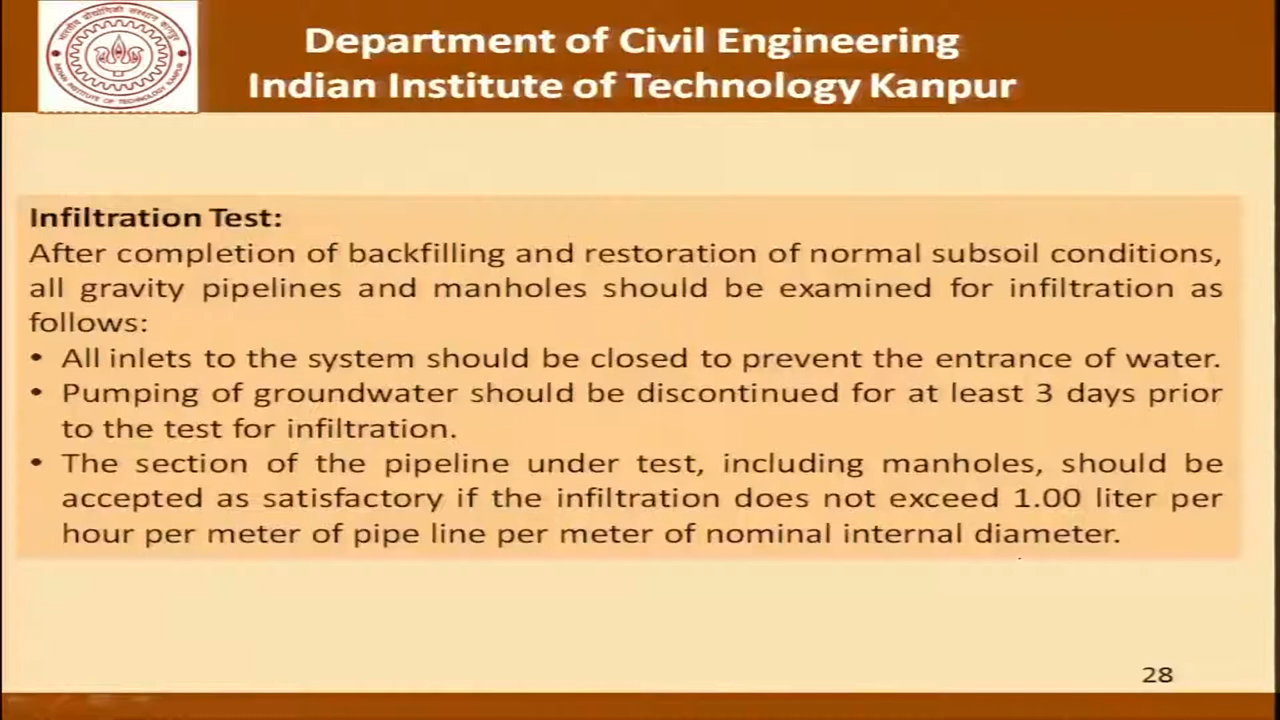 Department of Civil Engineering
Indian Institute of Technology Kanpur
Infiltration Test:
After completion of backfilling and restoration of normal subsoil conditions,
all gravity pipelines and manholes should be examined for infiltration as
follows:
• All inlets to the system should be closed to prevent the entrance of water.
• Pumping of groundwater should be discontinued for at least 3 days prior
to the test for infiltration.
• The section of the pipeline under test, including manholes, should be
accepted as satisfactory if the infiltration does not exceed 1.00 liter per
hour per meter of pipe line per meter of nominal internal diameter.
28